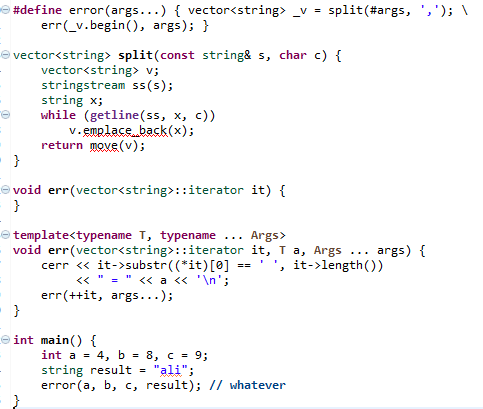 #define error(args...) { vector<string> _v = split(#args, ','); \
    err(_v.begin(), args); }

vector<string> split(const string& s, char c) {
    vector<string> v;
    stringstream ss(s);
    string x;
    while (getline(ss, x, c))
        v.emplace_back(x);
    return move(v);
}

void err(vector<string>::iterator it) {
}

template<typename T, typename ... Args>
void err(vector<string>::iterator it, T a, Args ... args) {
    cerr << it->substr((*it)[0] == ' ', it->length())
         << " = " << a << '\n';
    err(++it, args...);
}

int main() {
    int a = 4, b = 8, c = 9;
    string result = "ali";
    error(a, b, c, result); // whatever
}